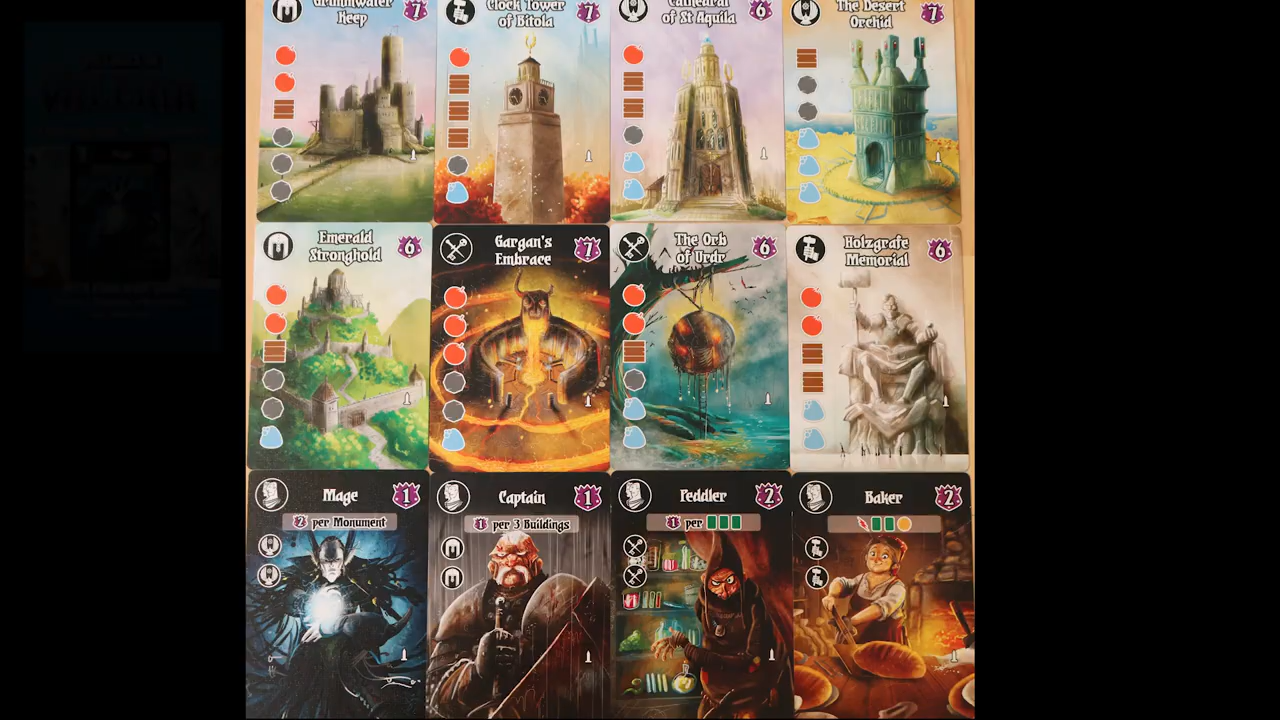 Grimmwater
Keep
7
Clock Tower
of Bitola
7
Cathedral
of St Aquila
6
The Desert
Orchid
7
Emerald
Stronghold
6
Gargan's
Embrace
7
The Orb
of Urdr
6
Holzgrafe
Memorial
6
Mage
1
2 per Monument
Captain
1
1 per 3 Buildings
Peddler
2
1 per
Baker
2